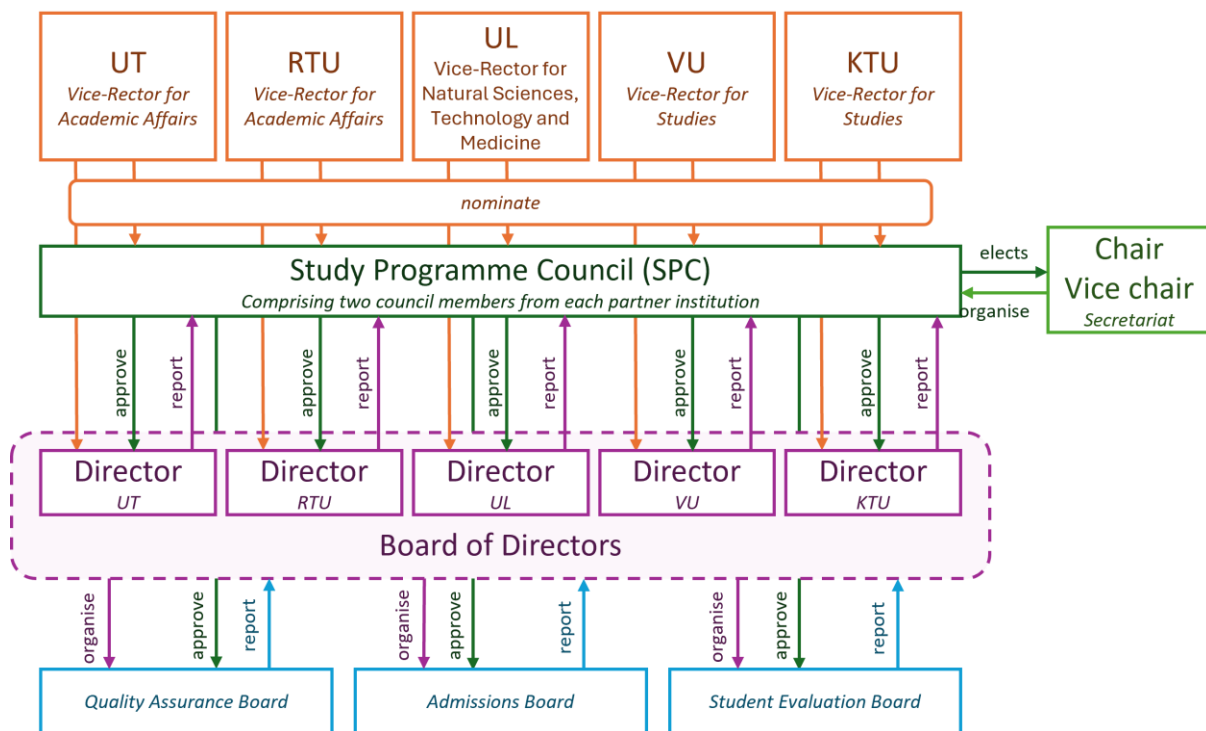 UT
Vice-Rector for
Academic Affairs
RTU
Vice-Rector for
Academic Affairs
UL
Vice-Rector for
Natural Sciences,
Technology and
Medicine
VU
Vice-Rector for
Studies
KTU
Vice-Rector for
Studies
nominate
Study Programme Council (SPC)
Comprising two council members from each partner institution
elects
organise
Chair
Vice chair
Secretariat
approve
report
approve
report
approve
report
approve
report
approve
report
Director
UT
Director
RTU
Director
UL
Director
VU
Director
KTU
Board of Directors
organise
approve
report
organise
approve
report
organise
approve
report
Quality Assurance Board
Admissions Board
Student Evaluation Board